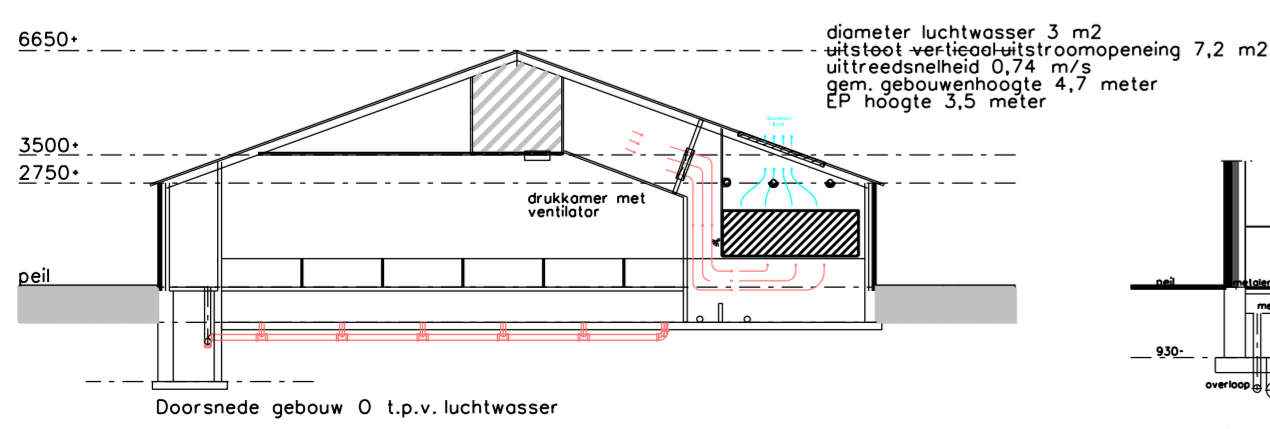 diameter luchtwasser 3 m2
uitstoot verticaal uitstroomopeneing 7,2 m2
uittreedsnelheid 0,74 m/s
gem. gebouwenhoogte 4,7 meter
EP hoogte 3,5 meter
6650+
3500+
2750+
drukkamer met
ventilator
peil
peil
930-
overloop
Doorsnede gebouw O t.p.v. luchtwasser